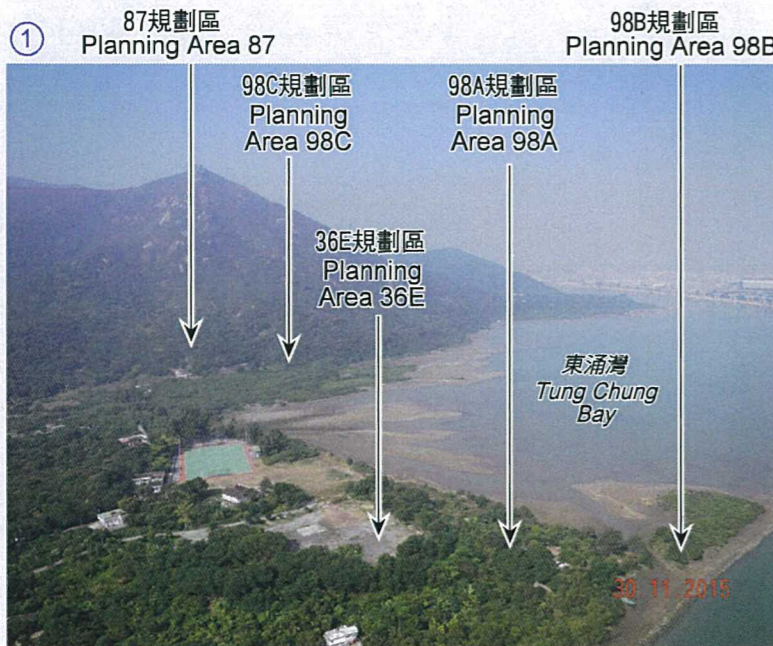 ①
87規劃區
Planning Area 87
98B規劃區
Planning Area 98B
98C規劃區
Planning
Area 98C
98A規劃區
Planning
Area 98A
36E規劃區
Planning
Area 36E
東涌灣
Tung Chung
Bay
30.11.2015